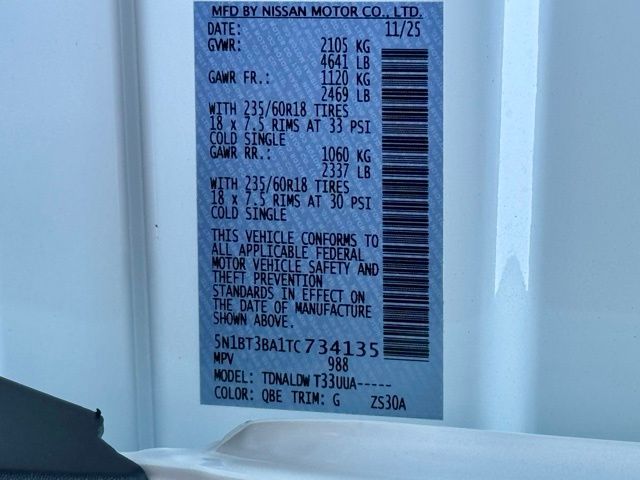 MFD BY NISSAN MOTOR CO., LTD.
DATE: 11/25
GVWR: 2105 KG
4641 LB
GAWR FR.: 1120 KG
2469 LB
WITH 235/60R18 TIRES
18 x 7.5 RIMS AT 33 PSI
COLD SINGLE
GAWR RR.: 1060 KG
2337 LB
WITH 235/60R18 TIRES
18 x 7.5 RIMS AT 30 PSI
COLD SINGLE
THIS VEHICLE CONFORMS TO
ALL APPLICABLE FEDERAL
MOTOR VEHICLE SAFETY AND
THEFT PREVENTION
STANDARDS IN EFFECT ON
THE DATE OF MANUFACTURE
SHOWN ABOVE.
5N1BT3BA1TC734135
MPV 988
MODEL: TDNALDW T33UUA-----
COLOR: QBE TRIM: G ZS30A